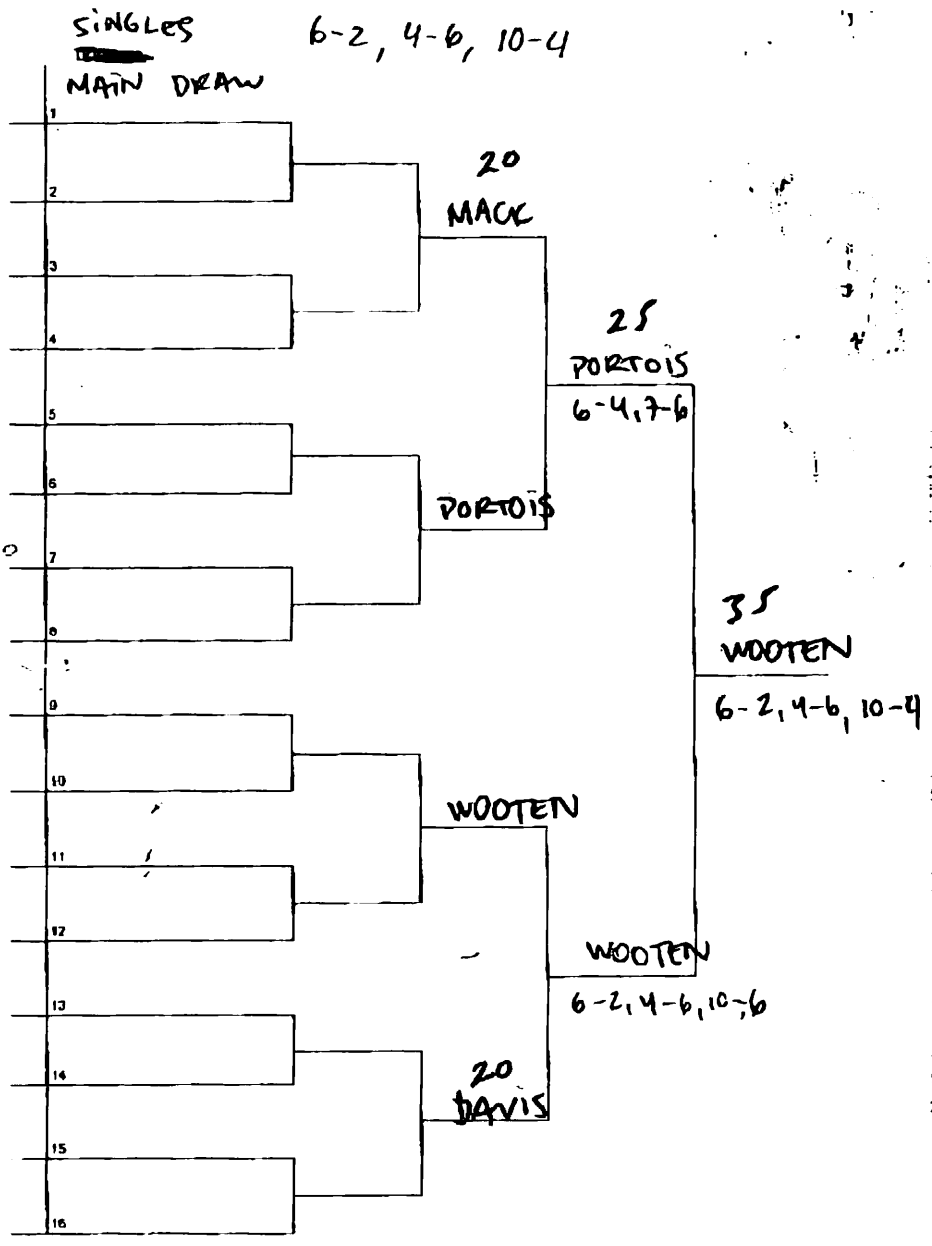 SINGLES
6-2, 4-6, 10-4
MAIN DRAW
1
2
20
MACK
3
4
25
PORTOIS
6-4, 7-6
5
6
PORTOIS
7
8
35
WOOTEN
6-2, 4-6, 10-4
9
10
WOOTEN
11
12
WOOTEN
6-2, 4-6, 10-6
13
14
20
DAVIS
15
16